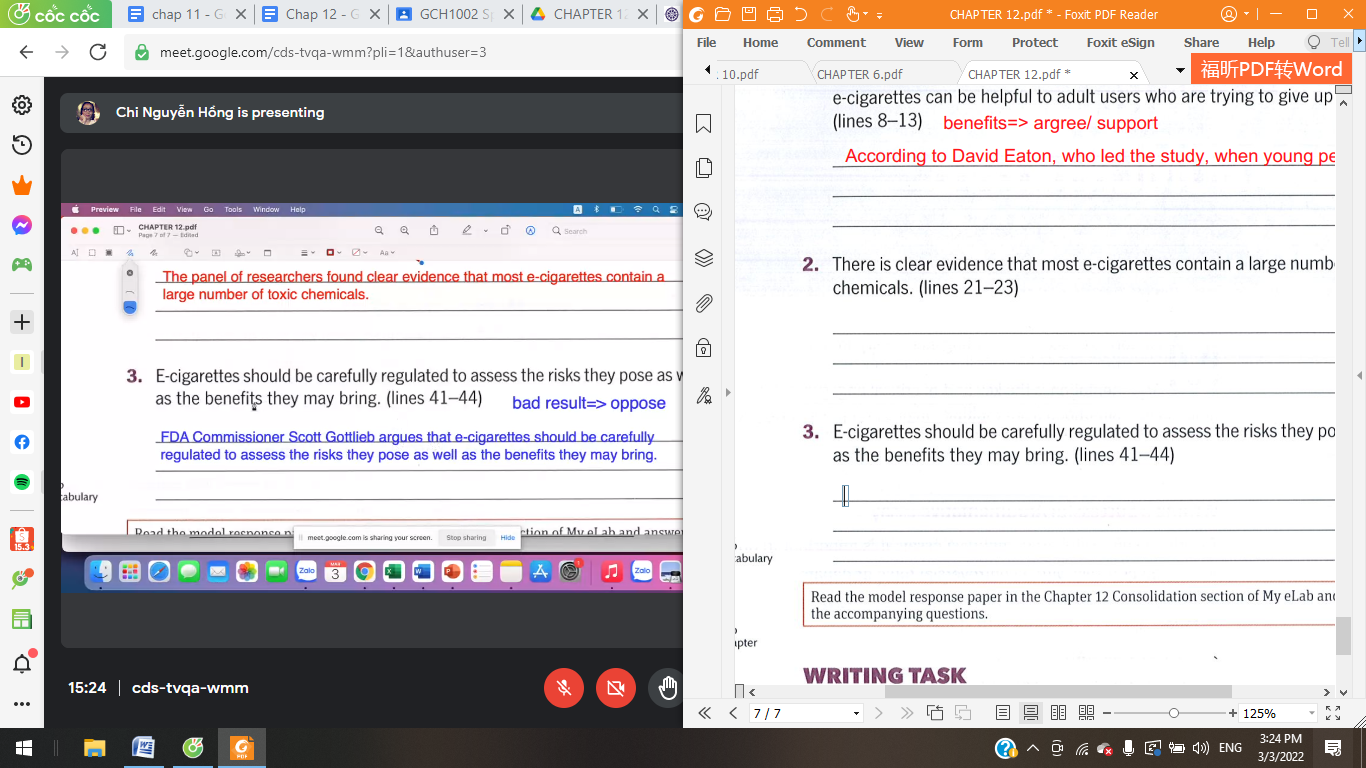 cốc cốc
chap 11 - G
Chap 12 - G
GCH1002 Sp
CHAPTER 12
meet.google.com/cds-tvqa-wmm?pli=1&authuser=3
Chi Nguyễn Hồng is presenting
Preview File Edit View Go Tools Window Help
CHAPTER 12.pdf
Page 7 of 7 — Edited
Search
The panel of researchers found clear evidence that most e-cigarettes contain a
large number of toxic chemicals.
3. E-cigarettes should be carefully regulated to assess the risks they pose as w
as the benefits they may bring. (lines 41–44) bad result=> oppose
FDA Commissioner Scott Gottlieb argues that e-cigarettes should be carefully
regulated to assess the risks they pose as well as the benefits they may bring.
cabulary
Read the model response pa
ction of My eLab and answe
meet.google.com is sharing your screen. Stop sharing Hide
Zalo
MAR
3
Zalo
15:24 cds-tvqa-wmm
15.3
CHAPTER 12.pdf * - Foxit PDF Reader
File Home Comment View Form Protect Foxit eSign Share Help Tell
. 10.pdf CHAPTER 6.pdf CHAPTER 12.pdf *
福昕PDF转Word
e-cigarettes can be helpful to adult users who are trying to give up
(lines 8–13) benefits=> argree/ support
According to David Eaton, who led the study, when young pe
2. There is clear evidence that most e-cigarettes contain a large numb
chemicals. (lines 21–23)
3. E-cigarettes should be carefully regulated to assess the risks they po
as the benefits they may bring. (lines 41–44)
cabulary
Read the model response paper in the Chapter 12 Consolidation section of My eLab an
the accompanying questions.
apter
WRITING TASK
7 / 7
125%
ENG
3:24 PM
3/3/2022